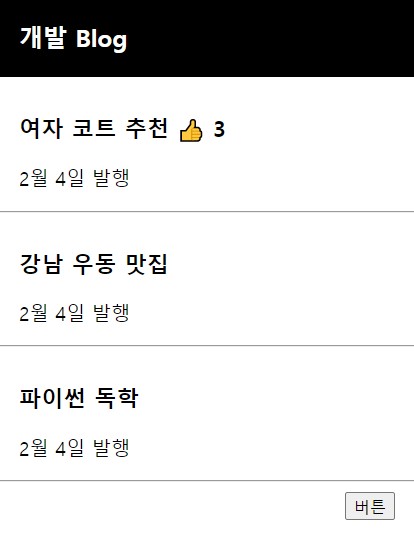 개발 Blog
여자 코트 추천 👍 3
2월 4일 발행
강남 우동 맛집
2월 4일 발행
파이썬 독학
2월 4일 발행
버튼